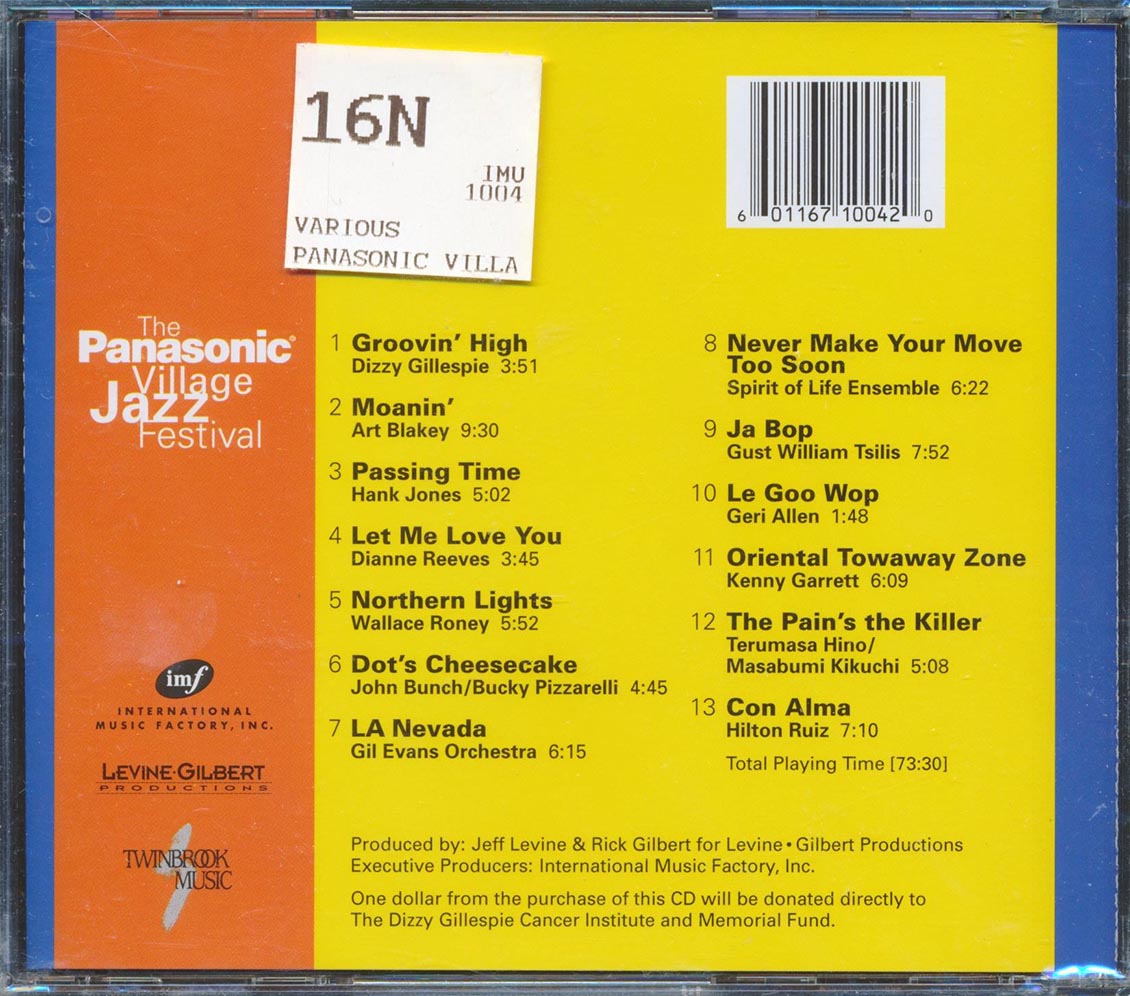 16N
IMU
1004
VARIOUS
PANASONIC VILLA
6 01167 10042 0
The
Panasonic®
Village
Jazz
Festival
1 Groovin' High
Dizzy Gillespie 3:51
2 Moanin'
Art Blakey 9:30
3 Passing Time
Hank Jones 5:02
4 Let Me Love You
Dianne Reeves 3:45
5 Northern Lights
Wallace Roney 5:52
6 Dot's Cheesecake
John Bunch/Bucky Pizzarelli 4:45
7 LA Nevada
Gil Evans Orchestra 6:15
8 Never Make Your Move
Too Soon
Spirit of Life Ensemble 6:22
9 Ja Bop
Gust William Tsilis 7:52
10 Le Goo Wop
Geri Allen 1:48
11 Oriental Towaway Zone
Kenny Garrett 6:09
12 The Pain's the Killer
Terumasa Hino/
Masabumi Kikuchi 5:08
13 Con Alma
Hilton Ruiz 7:10
Total Playing Time [73:30]
imf
INTERNATIONAL
MUSIC FACTORY, INC.
LEVINE·GILBERT
PRODUCTIONS
TWINBROOK
MUSIC
Produced by: Jeff Levine & Rick Gilbert for Levine • Gilbert Productions
Executive Producers: International Music Factory, Inc.
One dollar from the purchase of this CD will be donated directly to
The Dizzy Gillespie Cancer Institute and Memorial Fund.